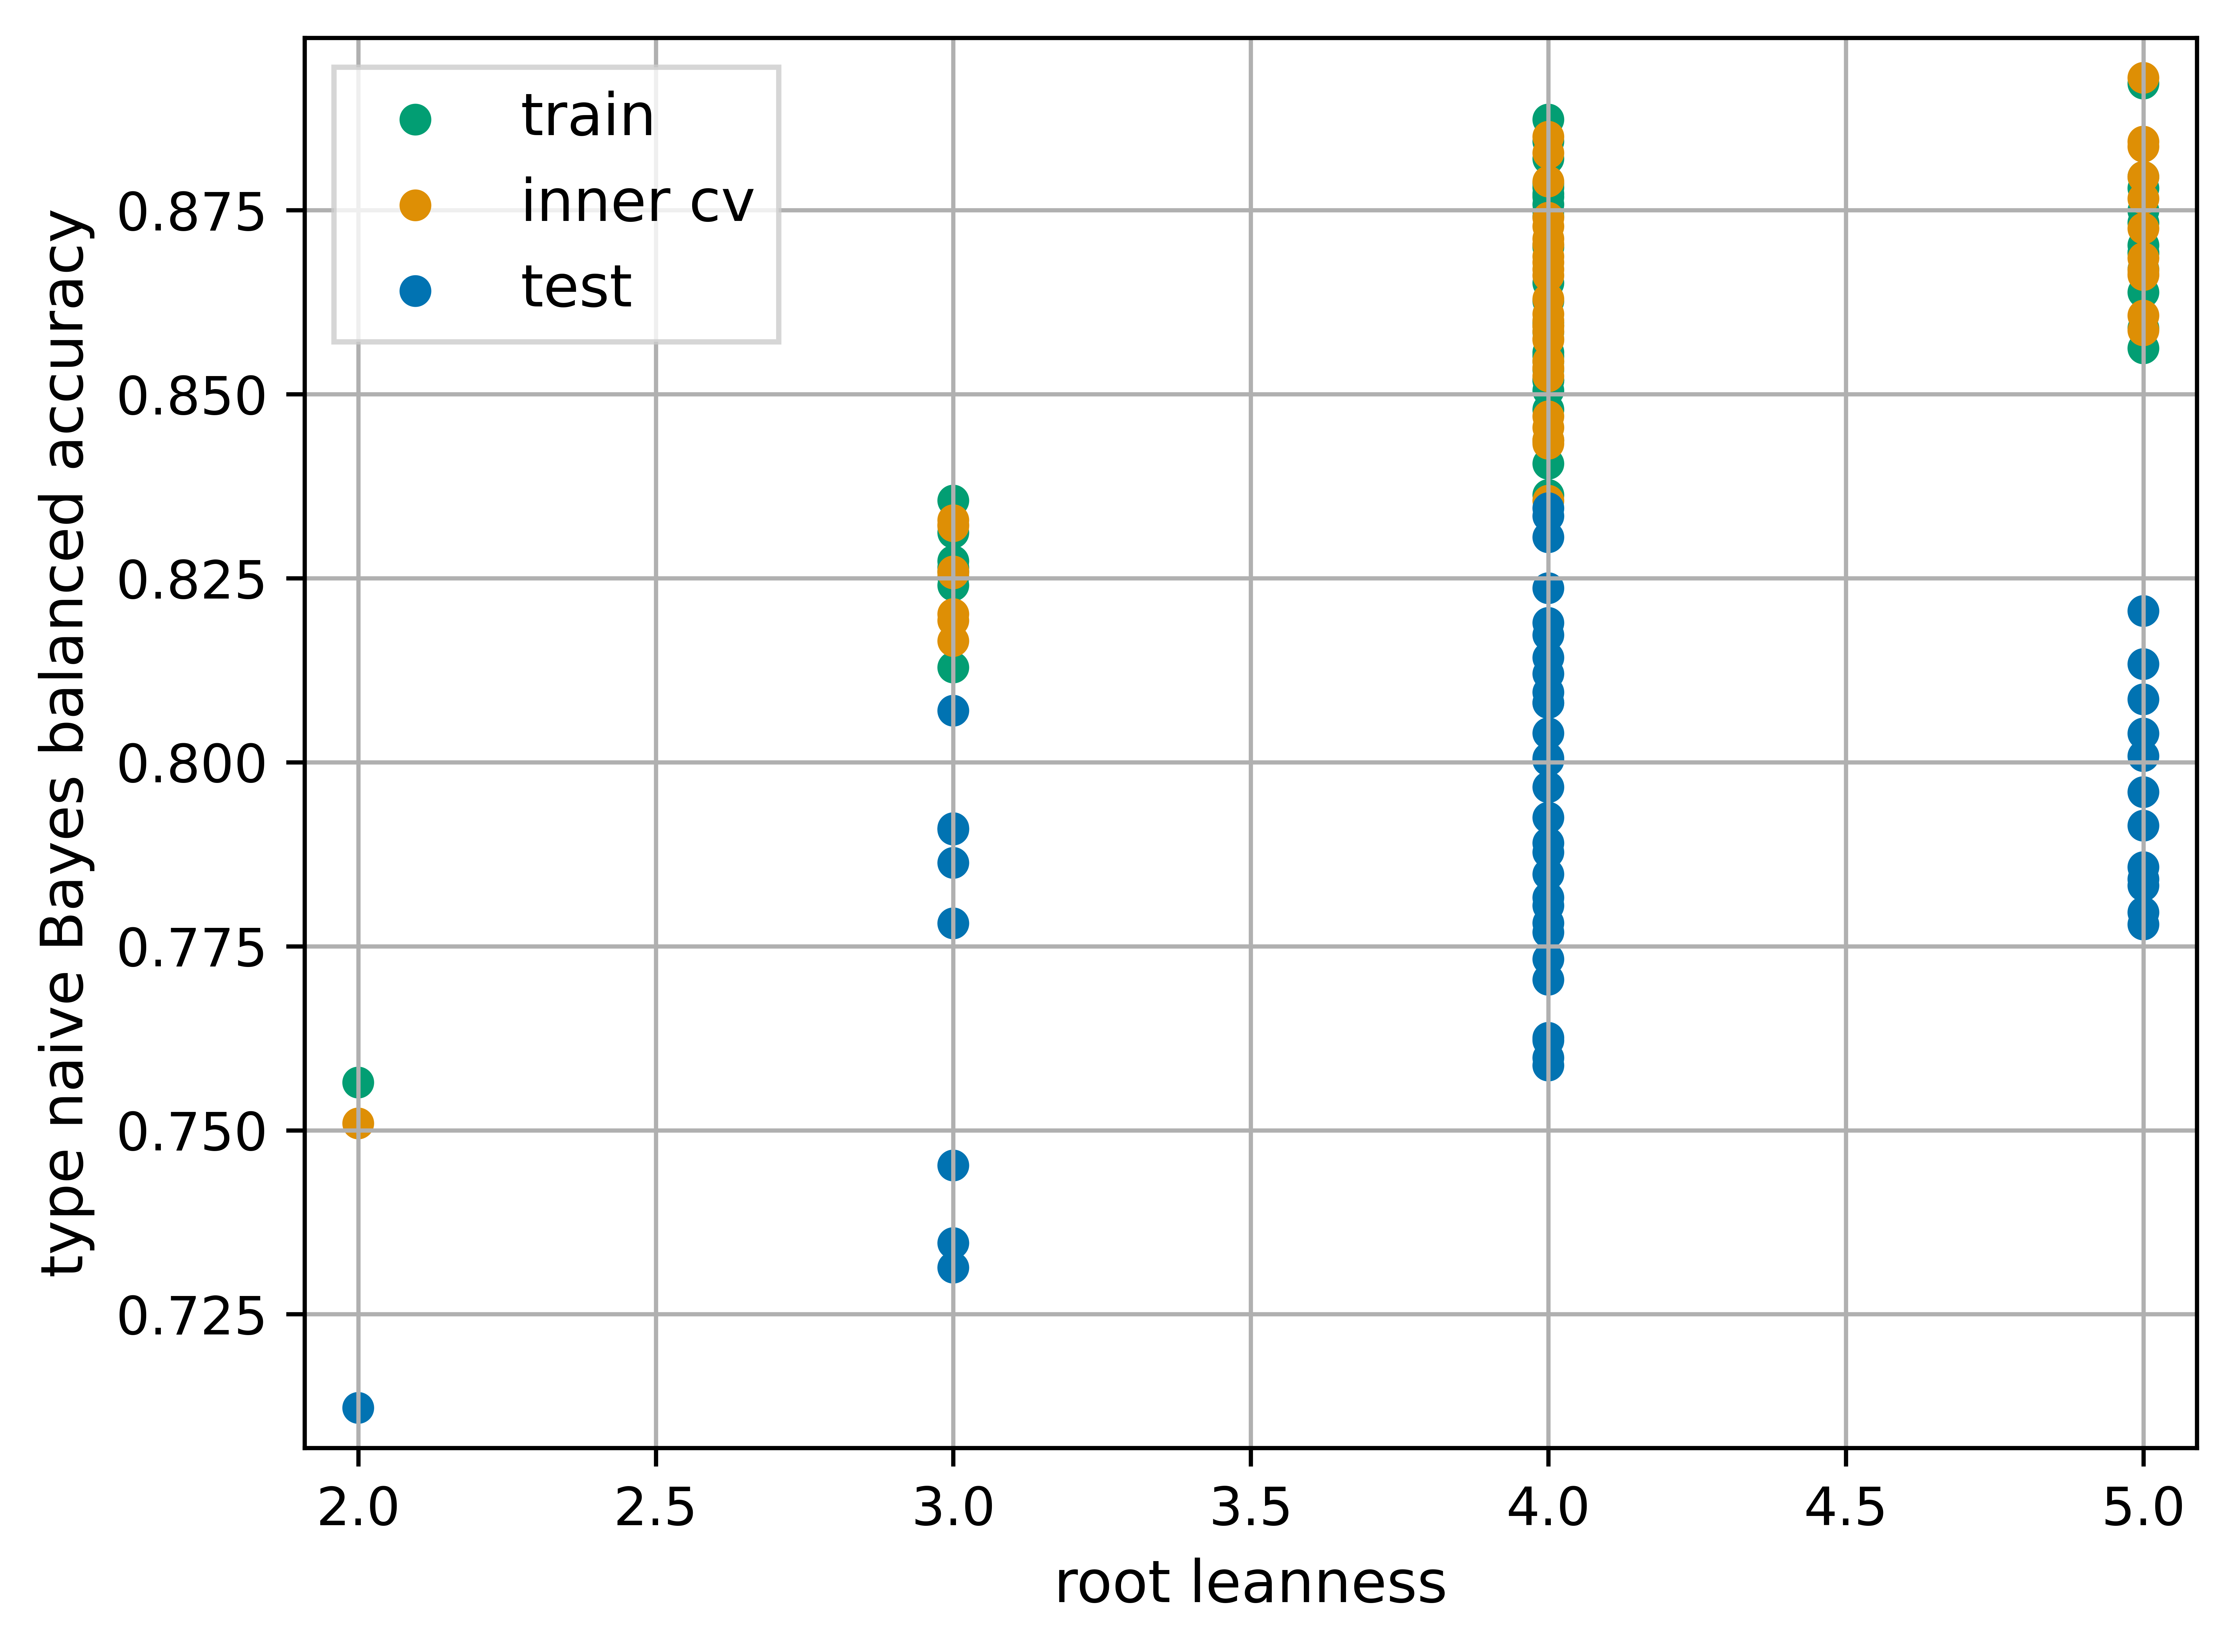 train
inner cv
test
type naive Bayes balanced accuracy
0.875
0.850
0.825
0.800
0.775
0.750
0.725
2.0 2.5 3.0 3.5 4.0 4.5 5.0
root leanness